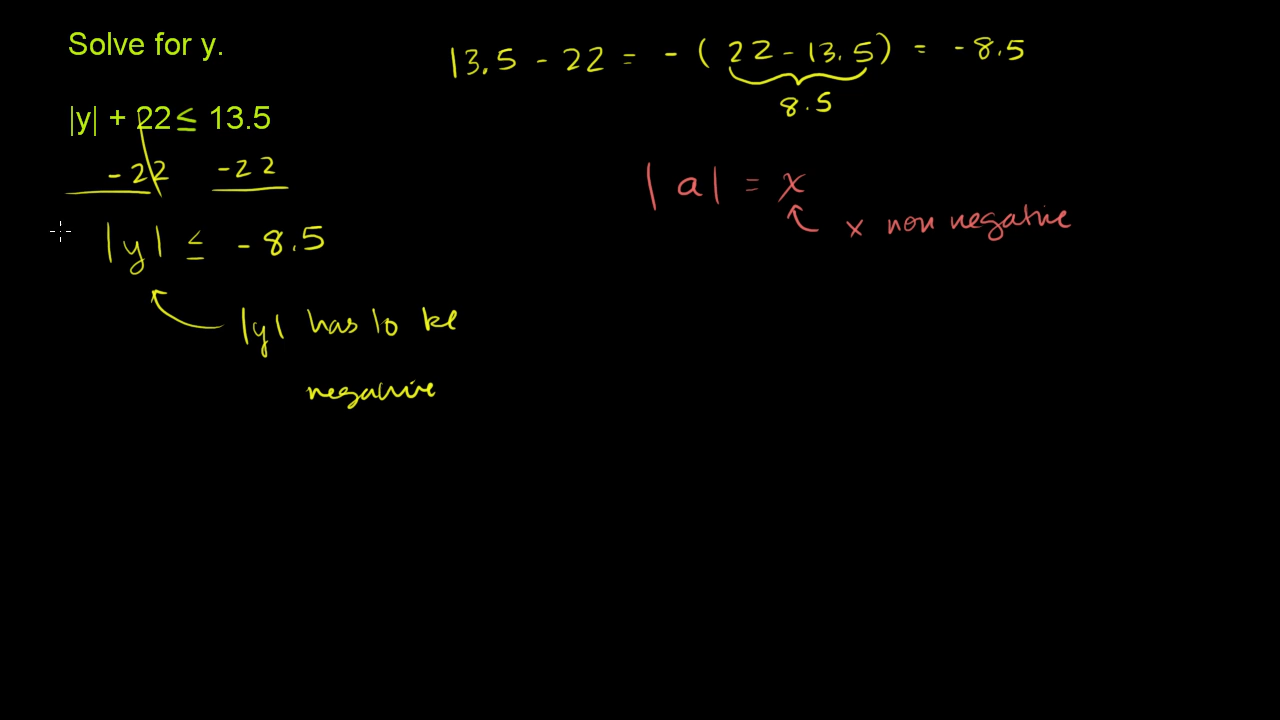 Solve for y.
13.5 - 22 = - ( 22 - 13.5 ) = - 8.5
8.5
|y| + 22 ≤ 13.5
- 22 - 22
|y| ≤ - 8.5
|a| = x
x non negative
|y| has to be
negative